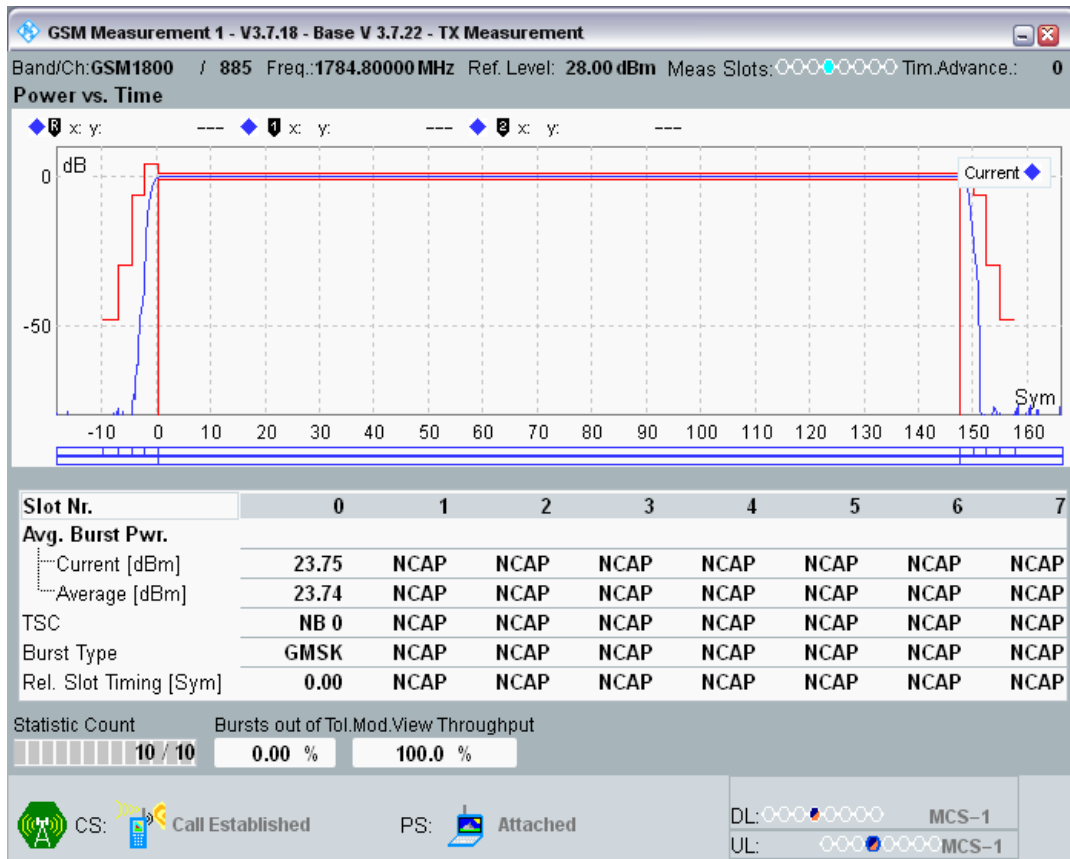 GSM Measurement 1 - V3.7.18 - Base V 3.7.22 - TX Measurement
Band/Ch:GSM1800 / 885 Freq.:1784.80000 MHz Ref. Level: 28.00 dBm Meas Slots: Tim.Advance.: 0
Power vs. Time
R x: y: --- 1 x: y: --- 2 x: y: ---
dB
Current
0
-50
Sym
-10 0 10 20 30 40 50 60 70 80 90 100 110 120 130 140 150 160
Slot Nr. 0 1 2 3 4 5 6 7
Avg. Burst Pwr.
Current [dBm] 23.75 NCAP NCAP NCAP NCAP NCAP NCAP NCAP
Average [dBm] 23.74 NCAP NCAP NCAP NCAP NCAP NCAP NCAP
TSC NB 0 NCAP NCAP NCAP NCAP NCAP NCAP NCAP
Burst Type GMSK NCAP NCAP NCAP NCAP NCAP NCAP NCAP
Rel. Slot Timing [Sym] 0.00 NCAP NCAP NCAP NCAP NCAP NCAP NCAP
Statistic Count Bursts out of Tol. Mod.View Throughput
10 / 10 0.00 % 100.0 %
CS: Call Established PS: Attached DL: MCS-1
UL: MCS-1